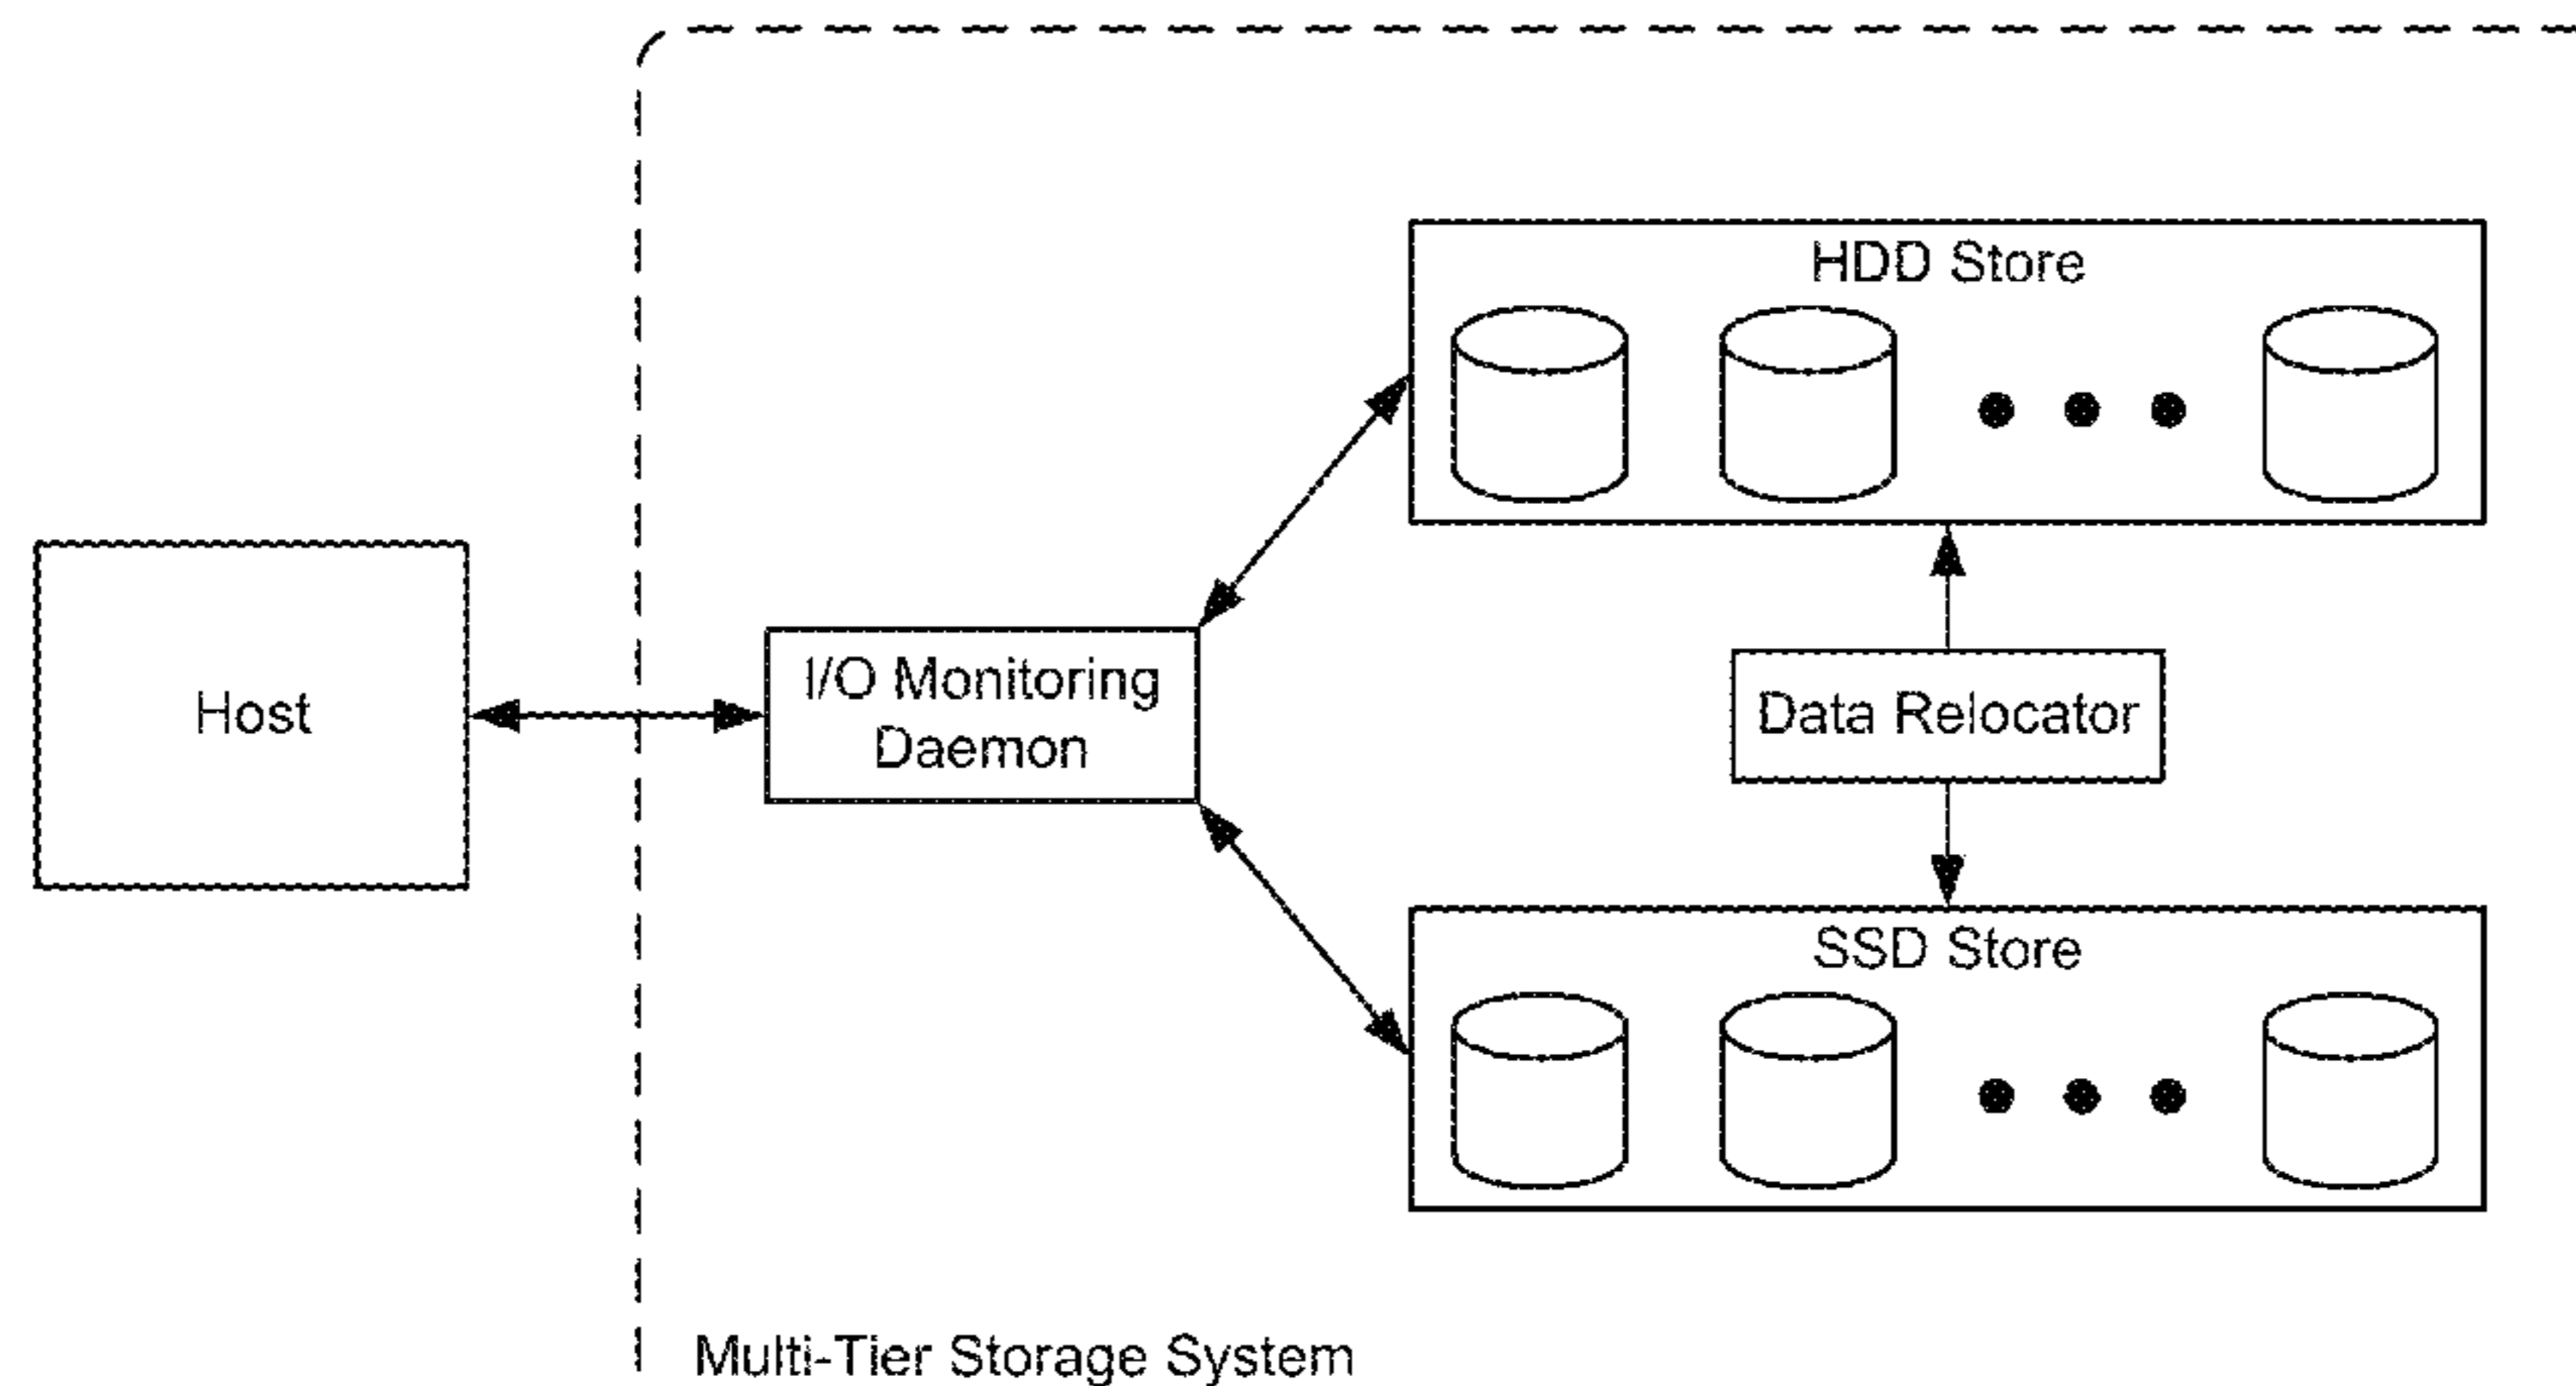 HDD Store
Host
I/O Monitoring
Daemon
Data Relocator
SSD Store
Multi-Tier Storage System